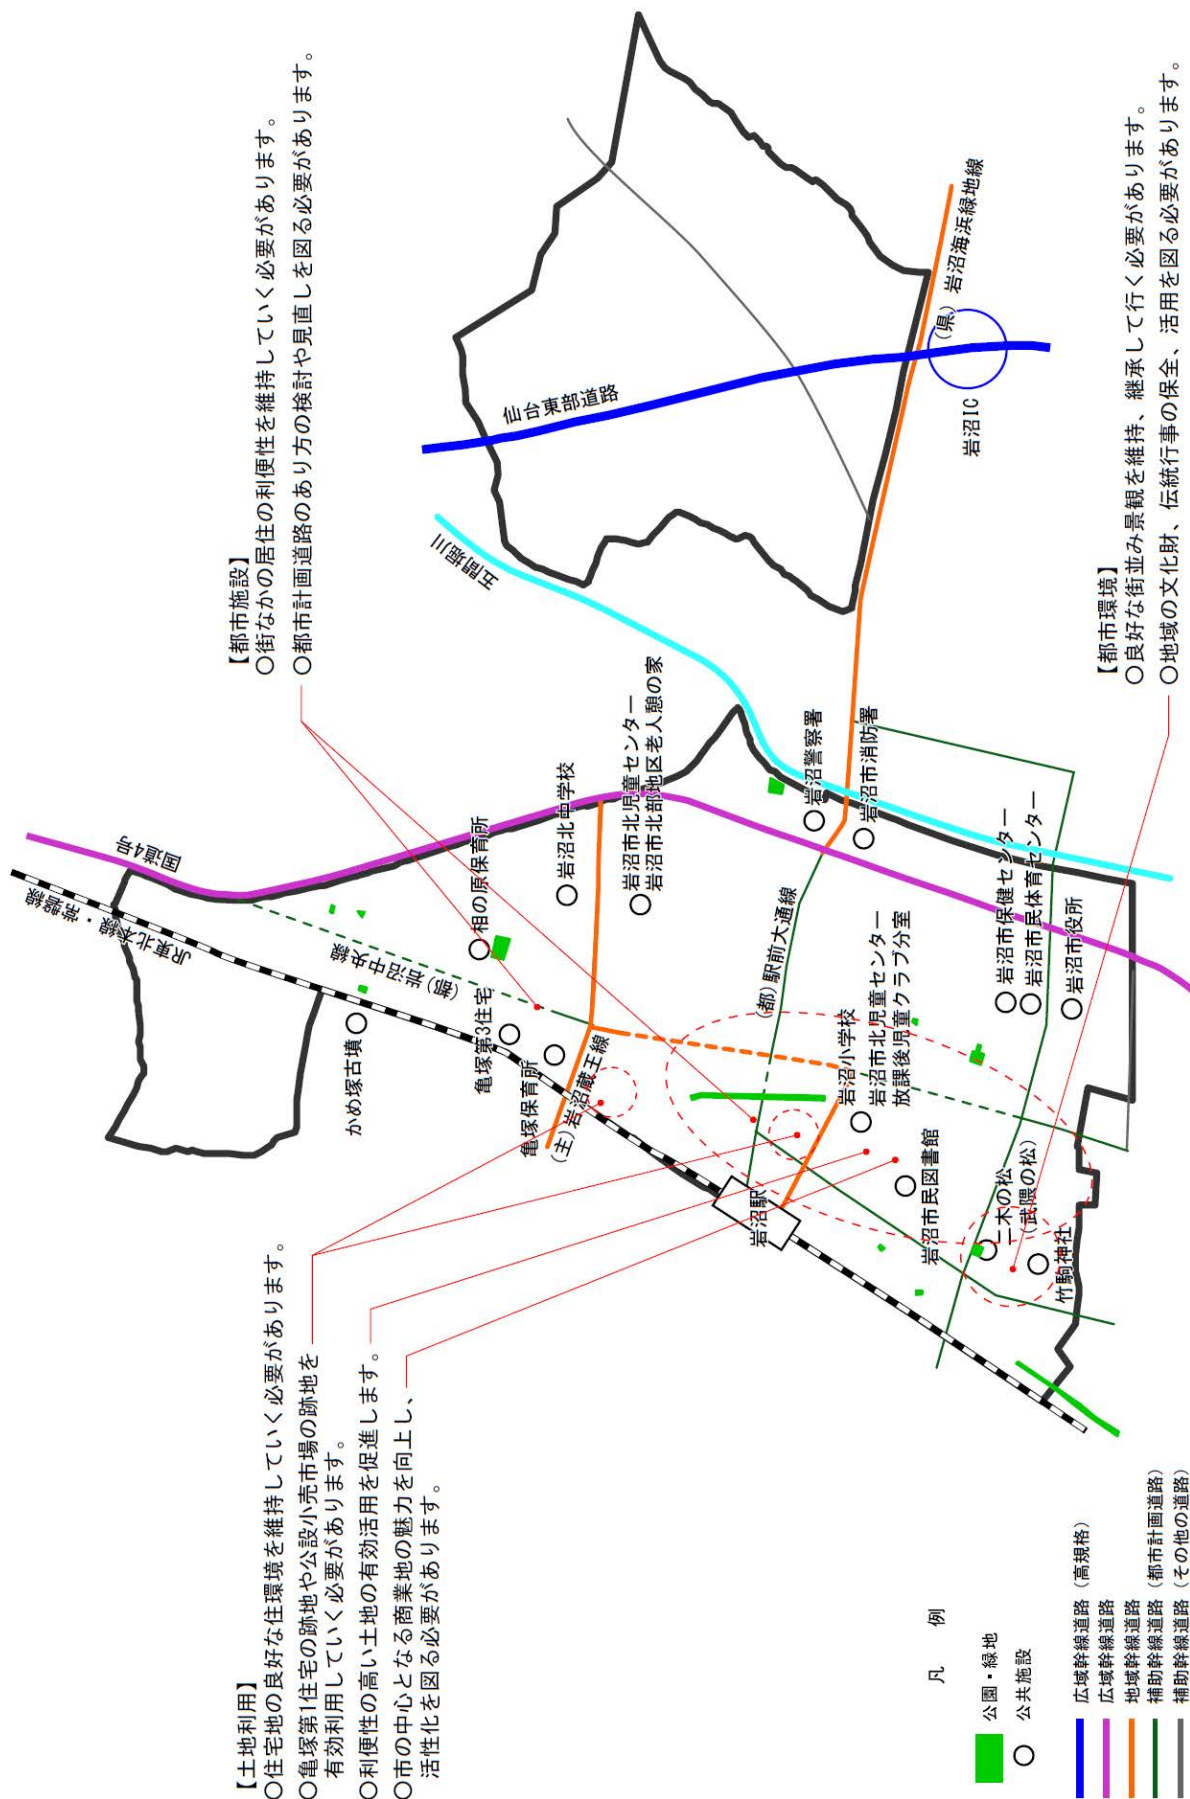 【土地利用】
○住宅地の良好な住環境を維持していく必要があります。
○亀塚第1住宅の跡地や公設小売市場の跡地を
有効利用していく必要があります。
○利便性の高い土地の有効活用を促進します。
○市の中心となる商業地の魅力を向上し、
活性化を図る必要があります。
【都市施設】
○街なかの居住の利便性を維持していく必要があります。
○都市計画道路のあり方の検討や見直しを図る必要があります。
国道4号
JR東北本線・常磐線
(都)岩沼中央線
かめ塚古墳
相の原保育所
亀塚第3住宅
亀塚保育所
(主)岩沼蔵王線
岩沼北中学校
岩沼市北児童センター
岩沼市北部地区老人憩の家
五間堀川
仙台東部道路
(県)岩沼海浜緑地線
岩沼IC
岩沼警察署
岩沼市消防署
(都)駅前大通線
岩沼駅
岩沼小学校
岩沼市北児童センター
放課後児童クラブ分室
岩沼市民図書館
岩沼市保健センター
岩沼市民体育センター
岩沼市役所
二木の松
(武隈の松)
竹駒神社
【都市環境】
○良好な街並み景観を維持、継承して行く必要があります。
○地域の文化財、伝統行事の保全、活用を図る必要があります。
凡 例
公園・緑地
公共施設
広域幹線道路(高規格)
広域幹線道路
地域幹線道路
補助幹線道路(都市計画道路)
補助幹線道路(その他の道路)